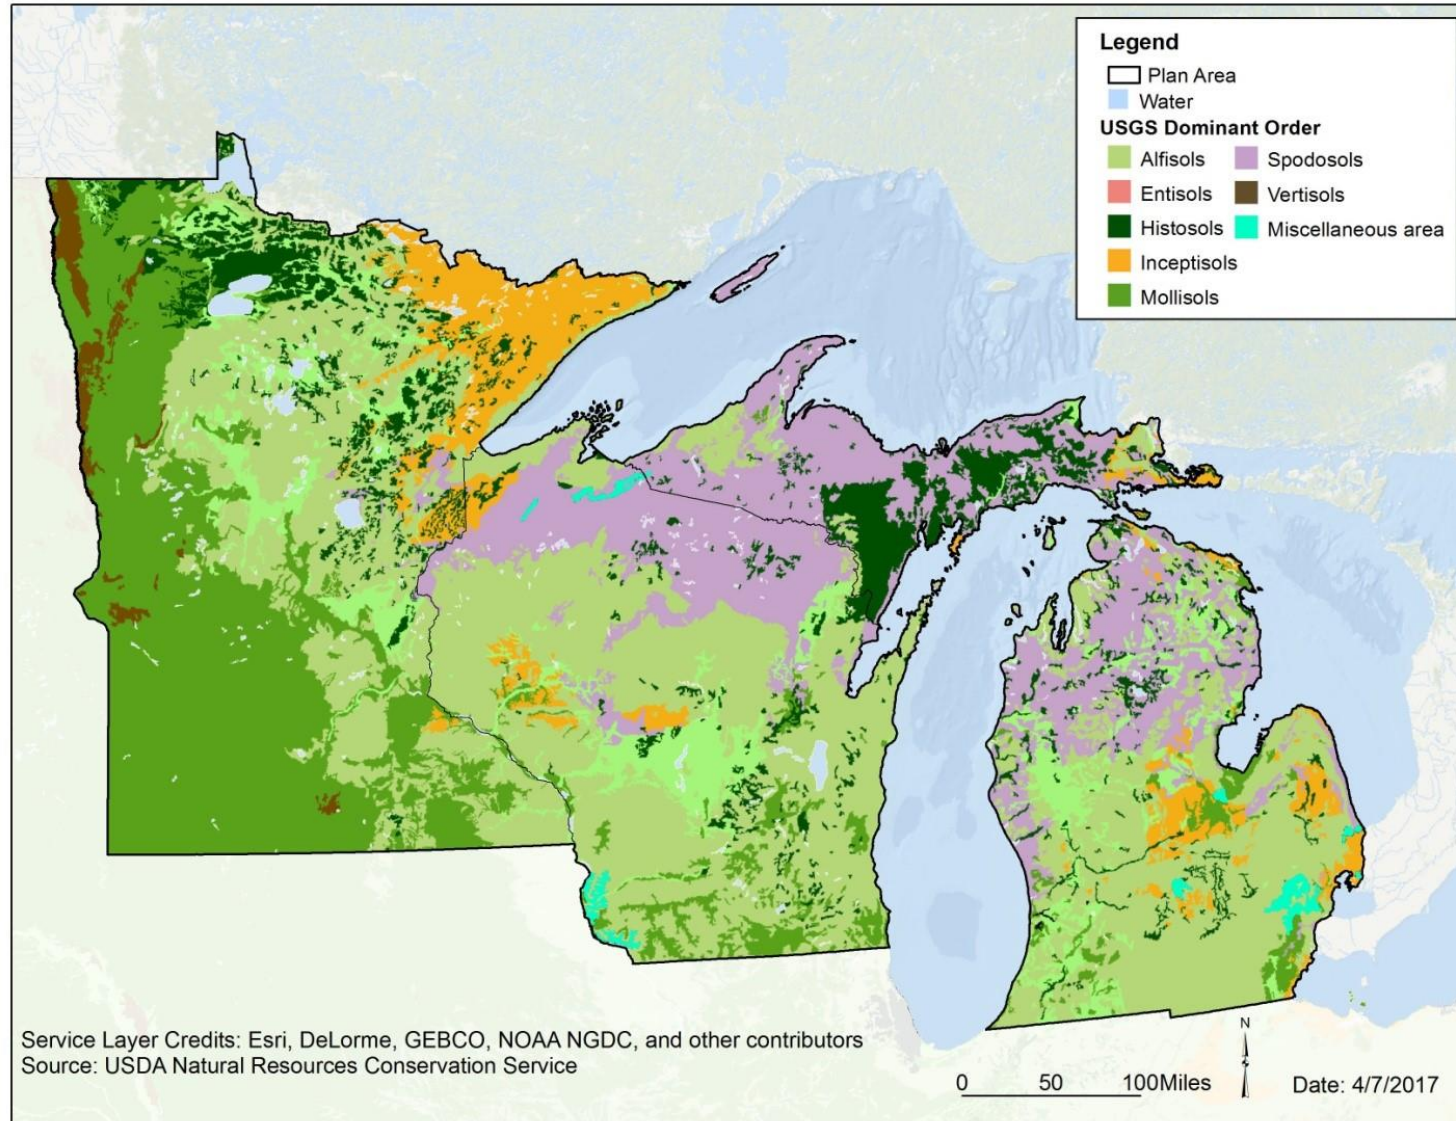 Legend
Plan Area
Water
USGS Dominant Order
Alfisols
Entisols
Histosols
Inceptisols
Mollisols
Spodosols
Vertisols
Miscellaneous area
Service Layer Credits: Esri, DeLorme, GEBCO, NOAA NGDC, and other contributors
Source: USDA Natural Resources Conservation Service
N
0 50 100Miles
Date: 4/7/2017